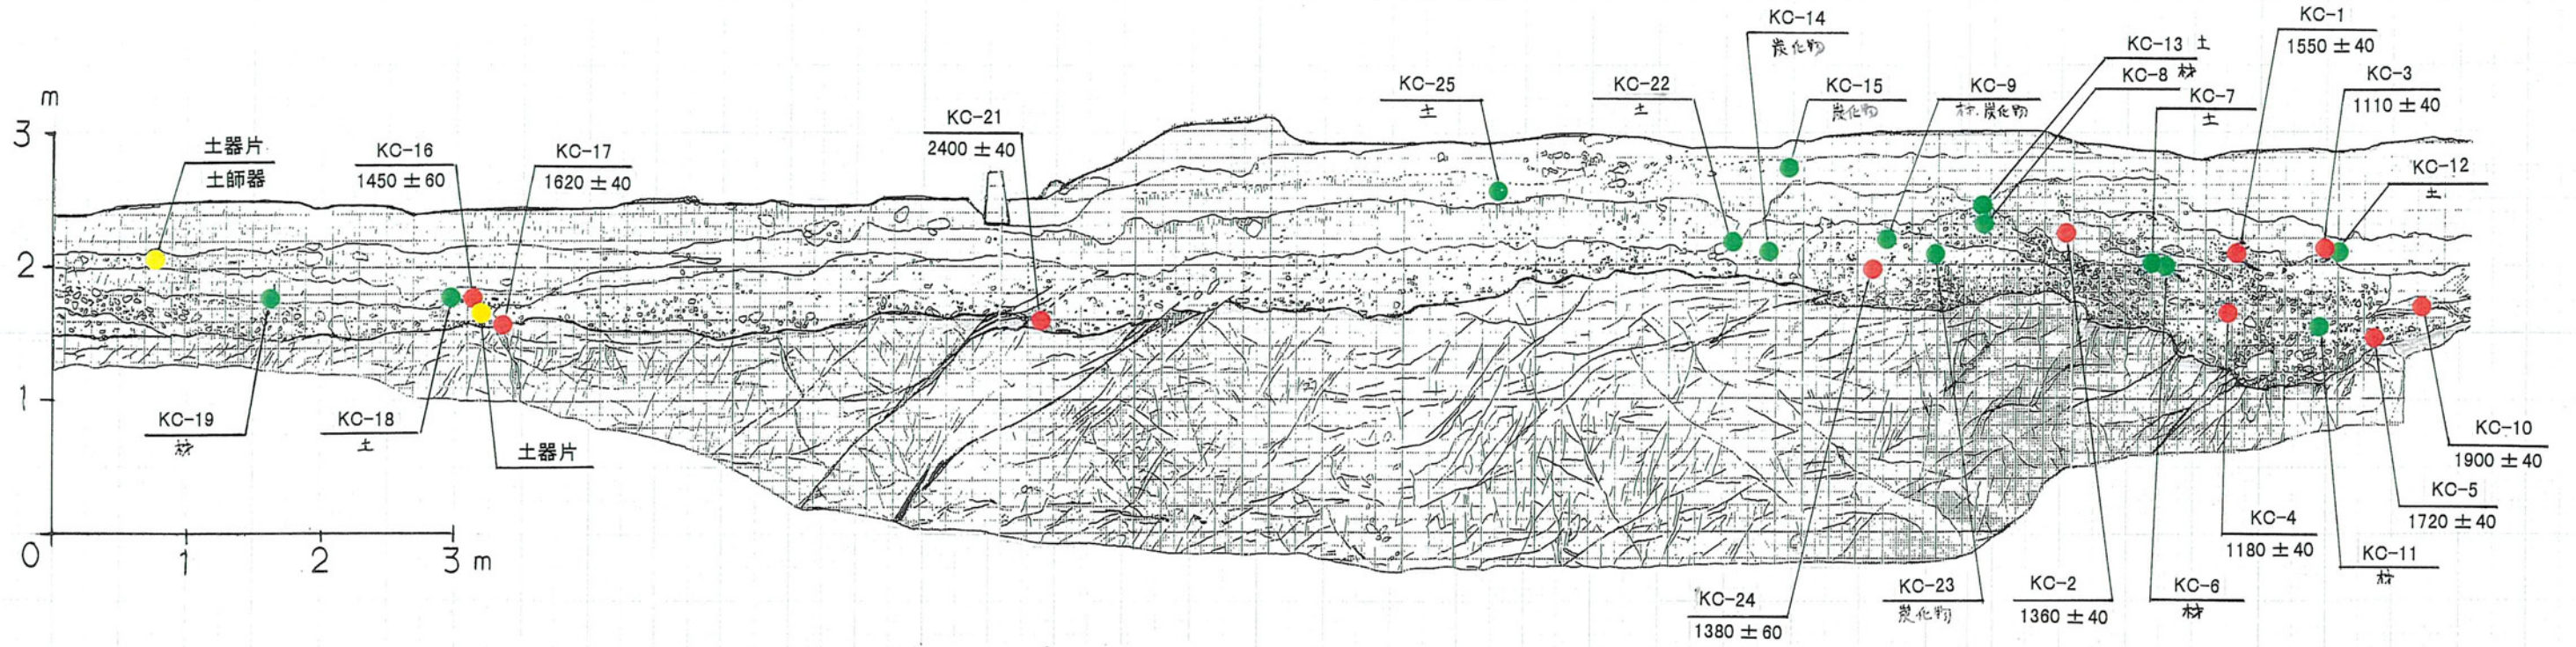 m
3
2
1
0
1
2
3 m
土器片
土師器
KC-16
1450 ±60
KC-17
1620 ±40
KC-21
2400 ±40
KC-25
土
KC-22
土
KC-14
炭化物
KC-15
炭化物
KC-9
材.炭化物
KC-13 土
KC-8 材
KC-7
土
KC-1
1550 ±40
KC-3
1110 ±40
KC-12
土
KC-19
材
KC-18
土
土器片
KC-24
1380 ±60
KC-23
炭化物
KC-2
1360 ±40
KC-6
材
KC-4
1180 ±40
KC-11
材
KC-5
1720 ±40
KC-10
1900 ±40